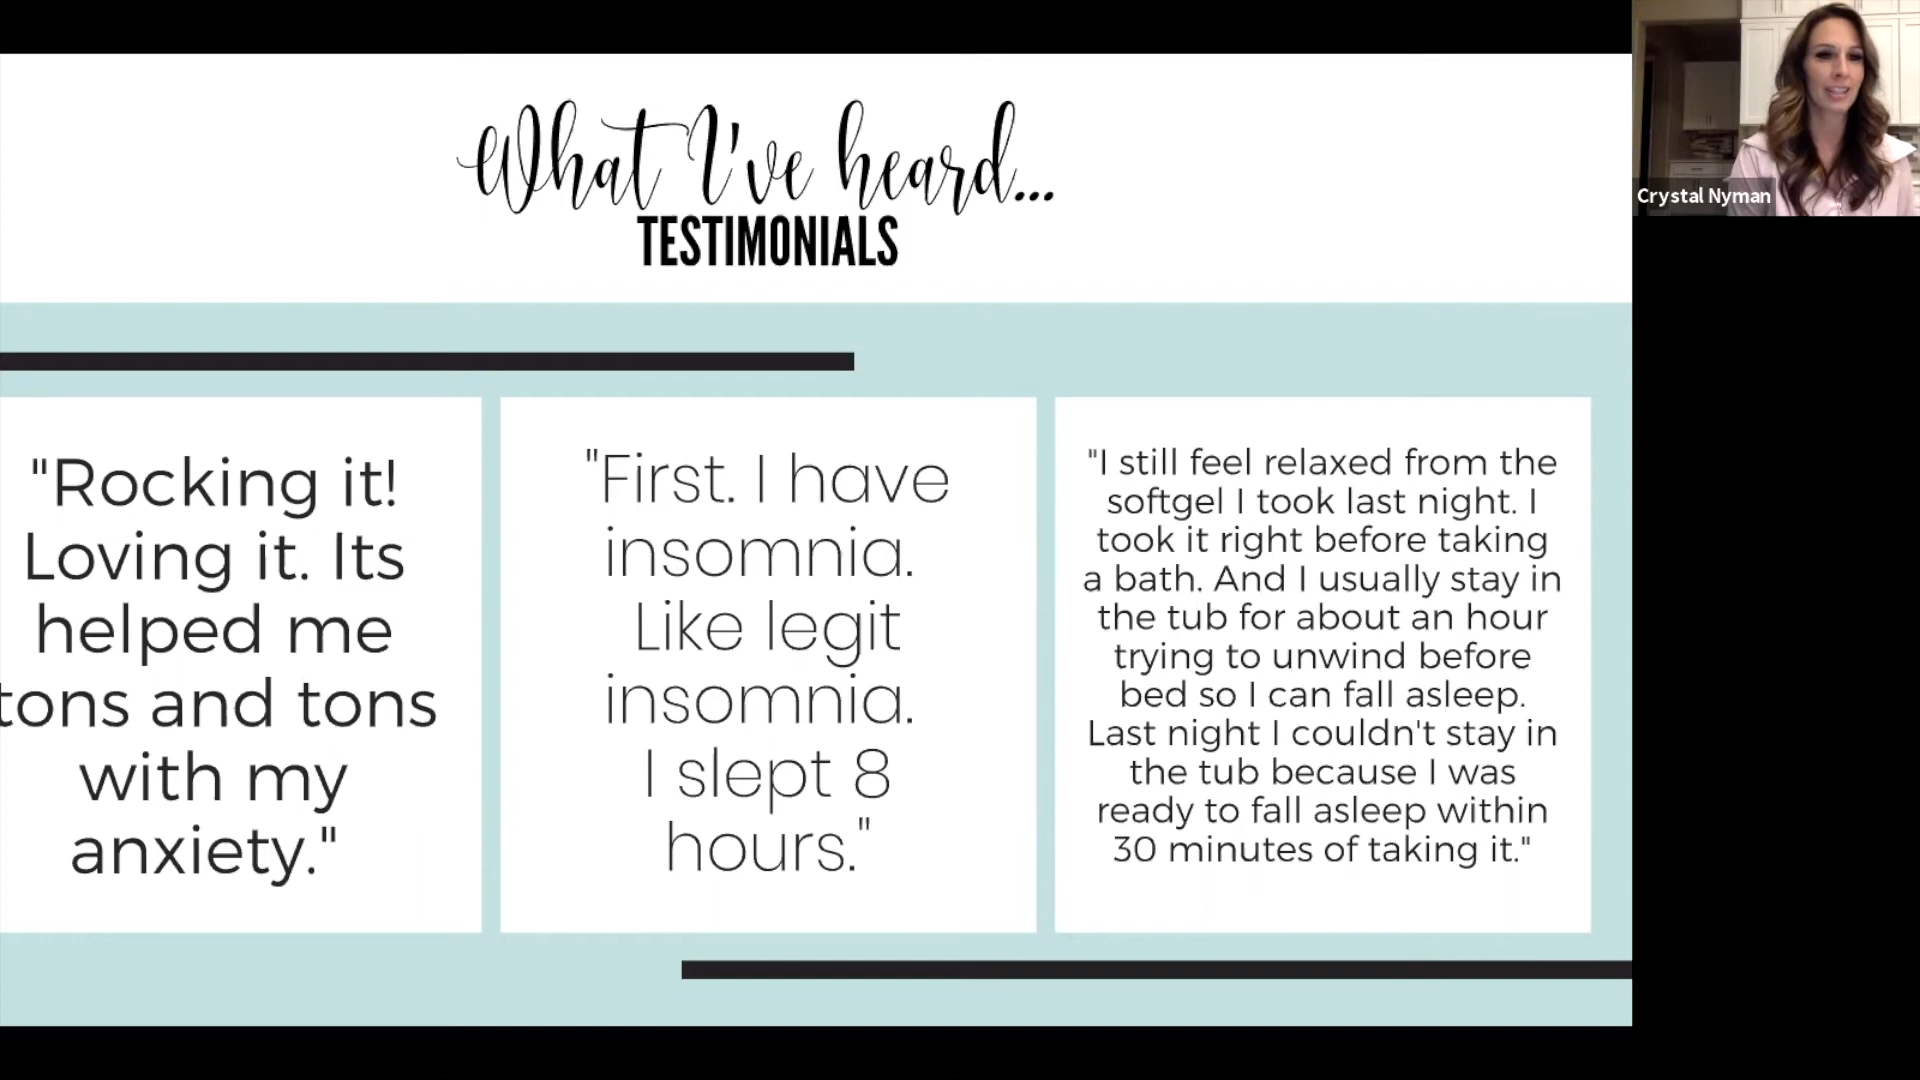 What I've heard...
TESTIMONIALS
Crystal Nyman
"Rocking it!
Loving it. Its
helped me
tons and tons
with my
anxiety."
"First. I have
insomnia.
Like legit
insomnia.
I slept 8
hours."
"I still feel relaxed from the
softgel I took last night. I
took it right before taking
a bath. And I usually stay in
the tub for about an hour
trying to unwind before
bed so I can fall asleep.
Last night I couldn't stay in
the tub because I was
ready to fall asleep within
30 minutes of taking it."